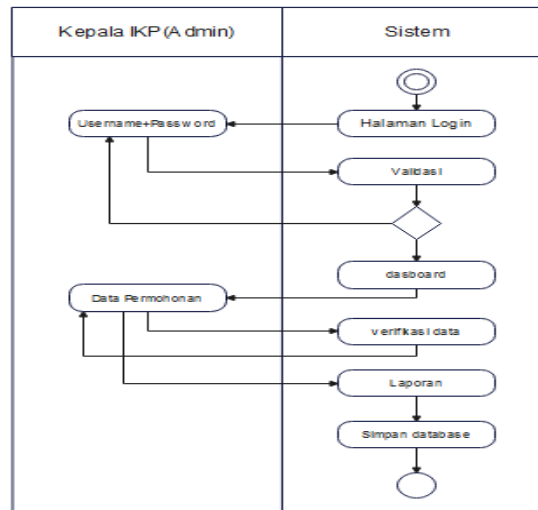 Kepala IKP(Admin)
Sistem
Username+Password
Halaman Login
Validasi
dasboard
Data Permohonan
verifikasi data
Laporan
Simpan database